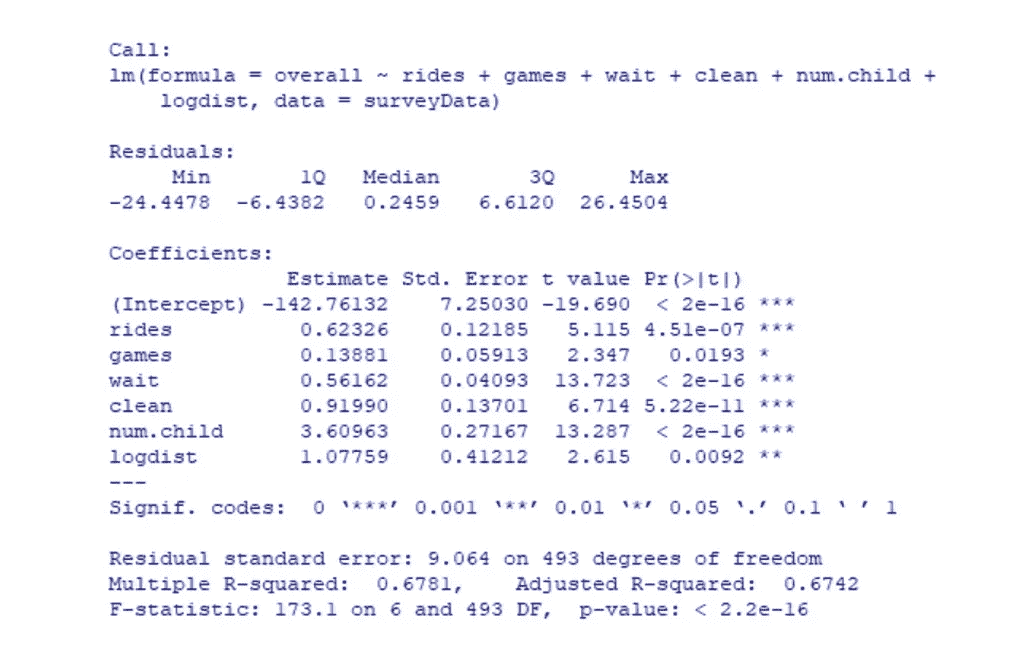 Call:
lm(formula = overall ~ rides + games + wait + clean + num.child +
    logdist, data = surveyData)

Residuals:
     Min       1Q   Median       3Q      Max
-24.4478  -6.4382   0.2459   6.6120  26.4504

Coefficients:
              Estimate Std. Error t value Pr(>|t|)
(Intercept) -142.76132    7.25030 -19.690  < 2e-16 ***
rides          0.62326    0.12185   5.115 4.51e-07 ***
games          0.13881    0.05913   2.347   0.0193 *
wait           0.56162    0.04093  13.723  < 2e-16 ***
clean          0.91990    0.13701   6.714 5.22e-11 ***
num.child      3.60963    0.27167  13.287  < 2e-16 ***
logdist        1.07759    0.41212   2.615   0.0092 **
---
Signif. codes:  0 ‘***’ 0.001 ‘**’ 0.01 ‘*’ 0.05 ‘.’ 0.1 ‘ ’ 1

Residual standard error: 9.064 on 493 degrees of freedom
Multiple R-squared:  0.6781,    Adjusted R-squared:  0.6742
F-statistic: 173.1 on 6 and 493 DF,  p-value: < 2.2e-16